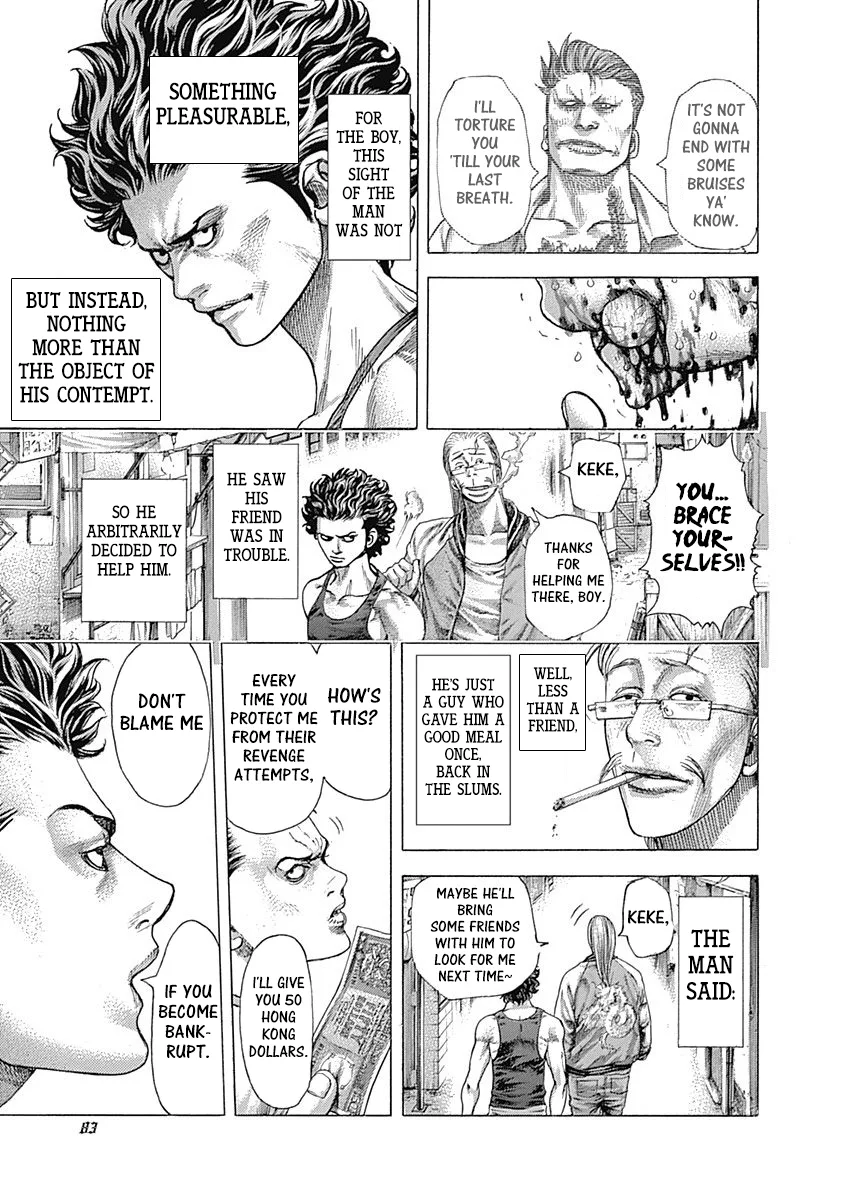 IT'S NOT
GONNA
END WITH
SOME
BRUISES
YA'
KNOW.
I'LL
TORTURE
YOU
'TILL YOUR
LAST
BREATH.
FOR
THE BOY,
THIS
SIGHT
OF THE
MAN
WAS NOT
SOMETHING
PLEASURABLE,
BUT INSTEAD,
NOTHING
MORE THAN
THE OBJECT OF
HIS CONTEMPT.
YOU...
BRACE
YOUR-
SELVES!!
KEKE,
THANKS
FOR
HELPING ME
THERE, BOY.
HE SAW
HIS
FRIEND
WAS IN
TROUBLE.
SO HE
ARBITRARILY
DECIDED TO
HELP HIM.
WELL,
LESS
THAN A
FRIEND,
HE'S JUST
A GUY WHO
GAVE HIM A
GOOD MEAL
ONCE,
BACK IN
THE SLUMS.
THE
MAN
SAID:
KEKE,
MAYBE HE'LL
BRING
SOME FRIENDS
WITH HIM TO
LOOK FOR ME
NEXT TIME~
HOW'S
THIS?
EVERY
TIME YOU
PROTECT ME
FROM THEIR
REVENGE
ATTEMPTS,
I'LL GIVE
YOU 50
HONG
KONG
DOLLARS.
DON'T
BLAME ME
IF YOU
BECOME
BANK-
RUPT.
83